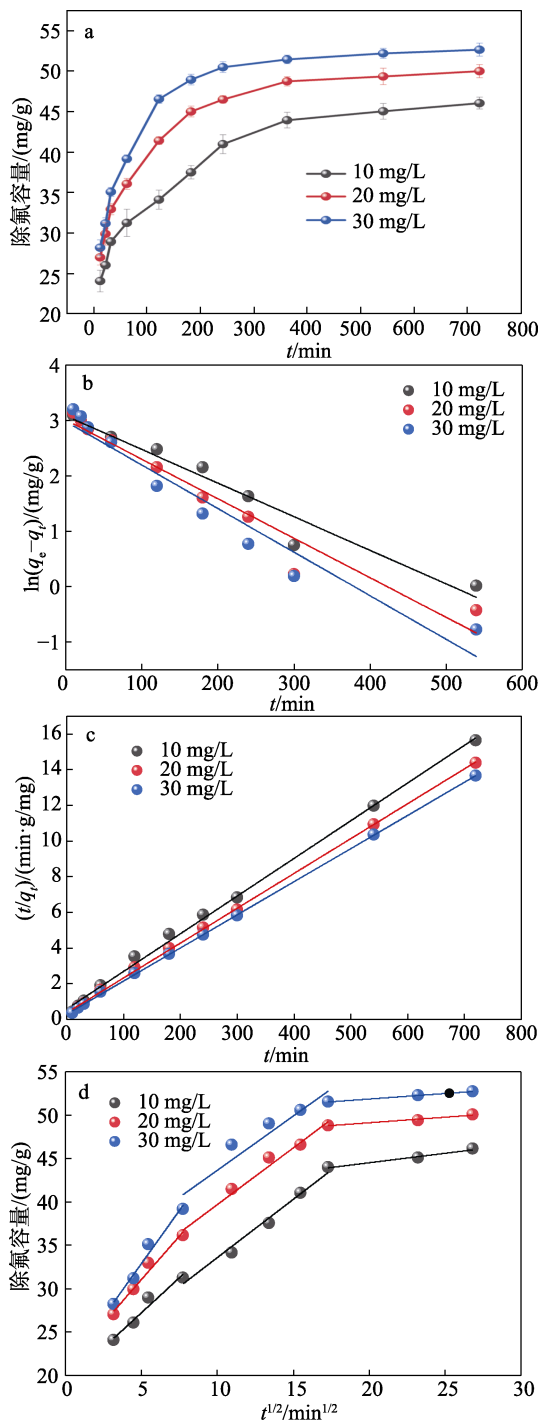 a
55
50
45
40
35
30
25
20
除氟容量/(mg/g)
10 mg/L
20 mg/L
30 mg/L
0 100 200 300 400 500 600 700 800
t/min
b
4
3
2
1
0
−1
ln(qe−qt)/(mg/g)
10 mg/L
20 mg/L
30 mg/L
0 100 200 300 400 500 600
t/min
c
16
14
12
10
8
6
4
2
0
(t/qt)/(min·g/mg)
10 mg/L
20 mg/L
30 mg/L
0 100 200 300 400 500 600 700 800
t/min
d
55
50
45
40
35
30
25
20
除氟容量/(mg/g)
10 mg/L
20 mg/L
30 mg/L
0 5 10 15 20 25 30
t1/2/min1/2